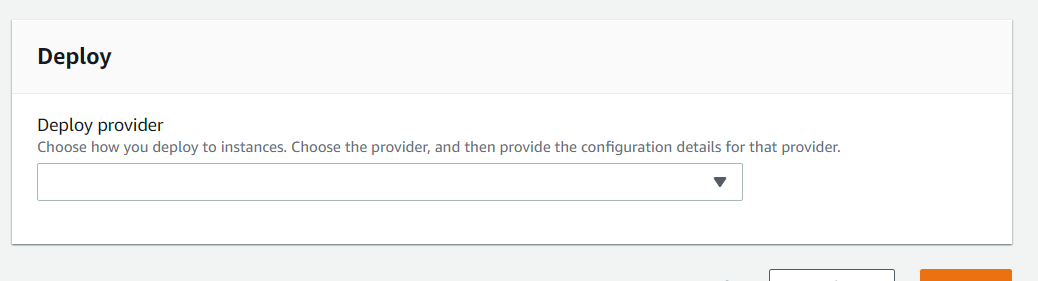 Deploy
Deploy provider
Choose how you deploy to instances. Choose the provider, and then provide the configuration details for that provider.